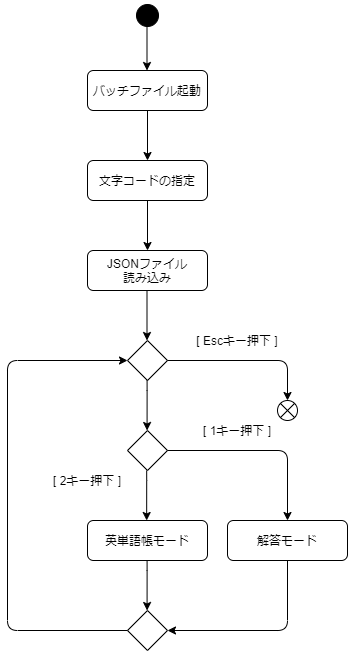 バッチファイル起動
文字コードの指定
JSONファイル
読み込み
[ Escキー押下 ]
[ 1キー押下 ]
[ 2キー押下 ]
英単語帳モード
解答モード